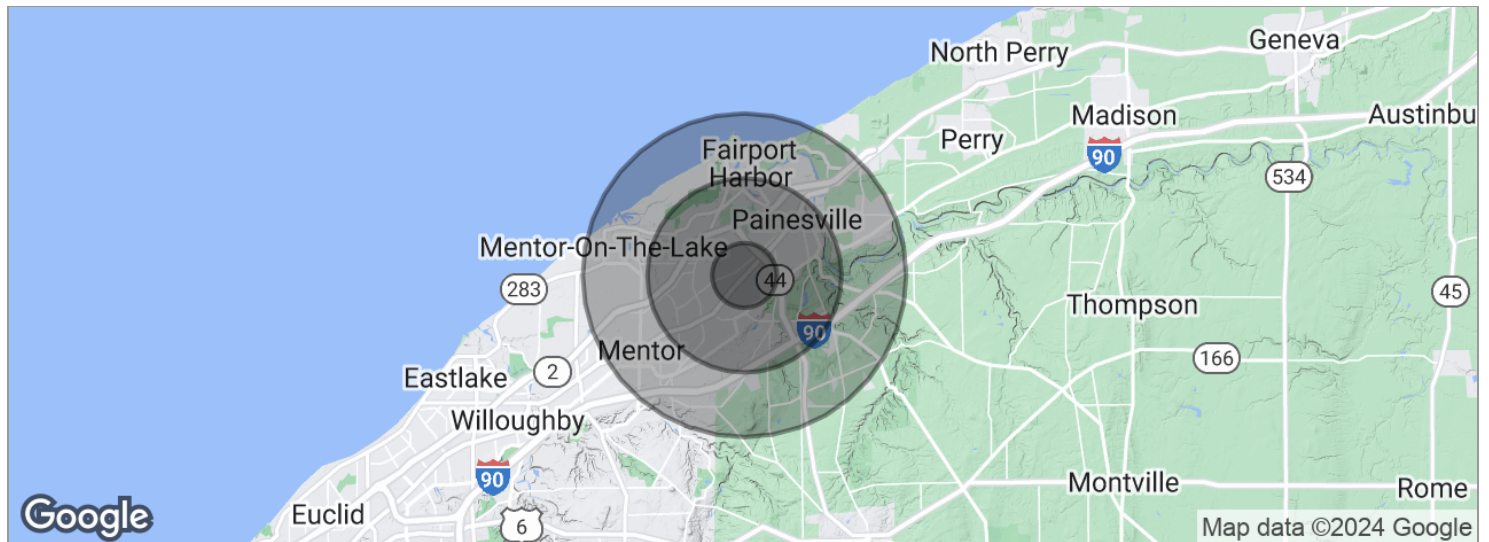 Geneva
North Perry
Madison
Austinbu
Perry
90
Fairport
Harbor
534
Painesville
Mentor-On-The-Lake
44
283
45
Thompson
90
Mentor
166
2
Eastlake
Willoughby
90
Montville
Rome
Euclid
6
Google
Map data ©2024 Google